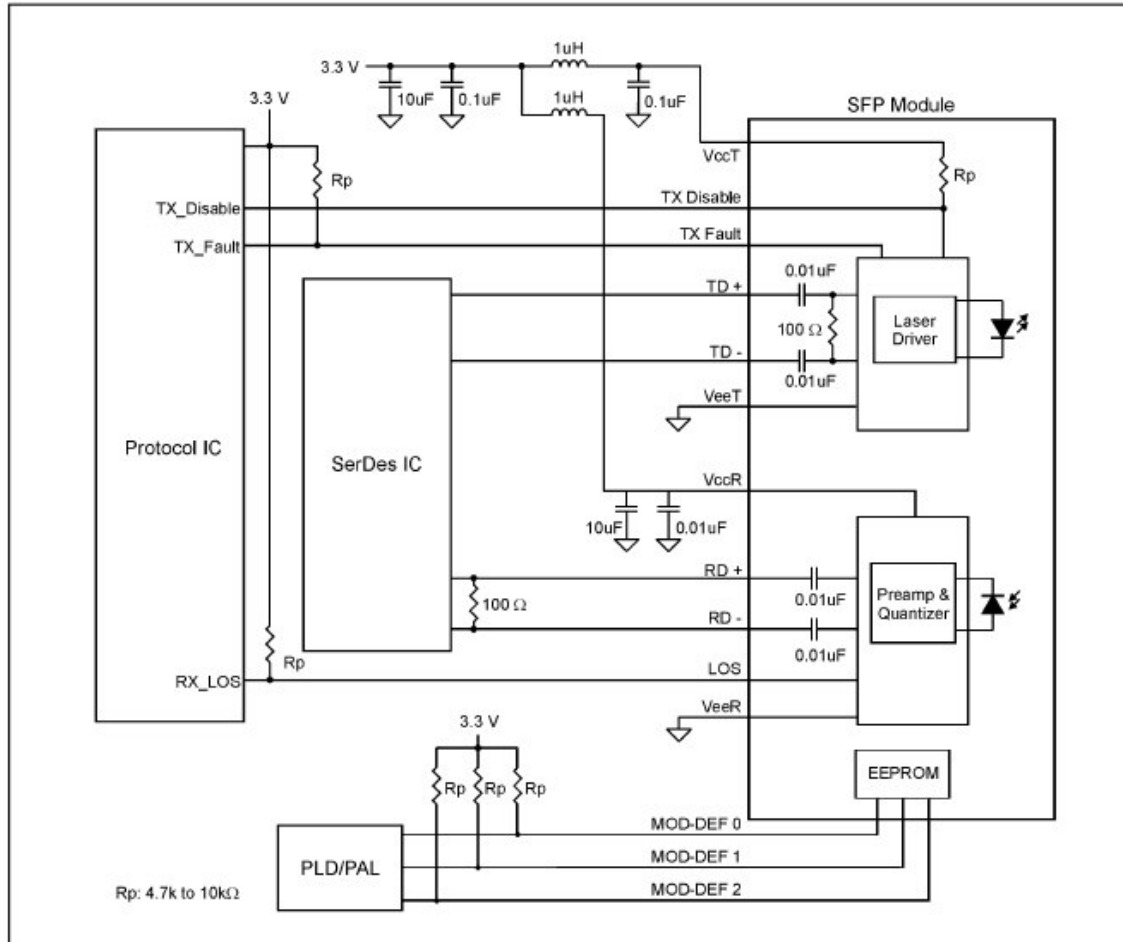 1uH
3.3 V
10uF
0.1uF
1uH
0.1uF
3.3 V
SFP Module
VccT
Rp
Rp
TX_Disable
TX Disable
TX_Fault
TX Fault
0.01uF
TD +
100 Ω
Laser
Driver
TD -
0.01uF
VeeT
Protocol IC
SerDes IC
VccR
10uF
0.01uF
RD +
0.01uF
Preamp &
Quantizer
100 Ω
RD -
0.01uF
Rp
RX_LOS
LOS
VeeR
3.3 V
Rp
Rp
Rp
EEPROM
MOD-DEF 0
PLD/PAL
MOD-DEF 1
MOD-DEF 2
Rp: 4.7k to 10kΩ